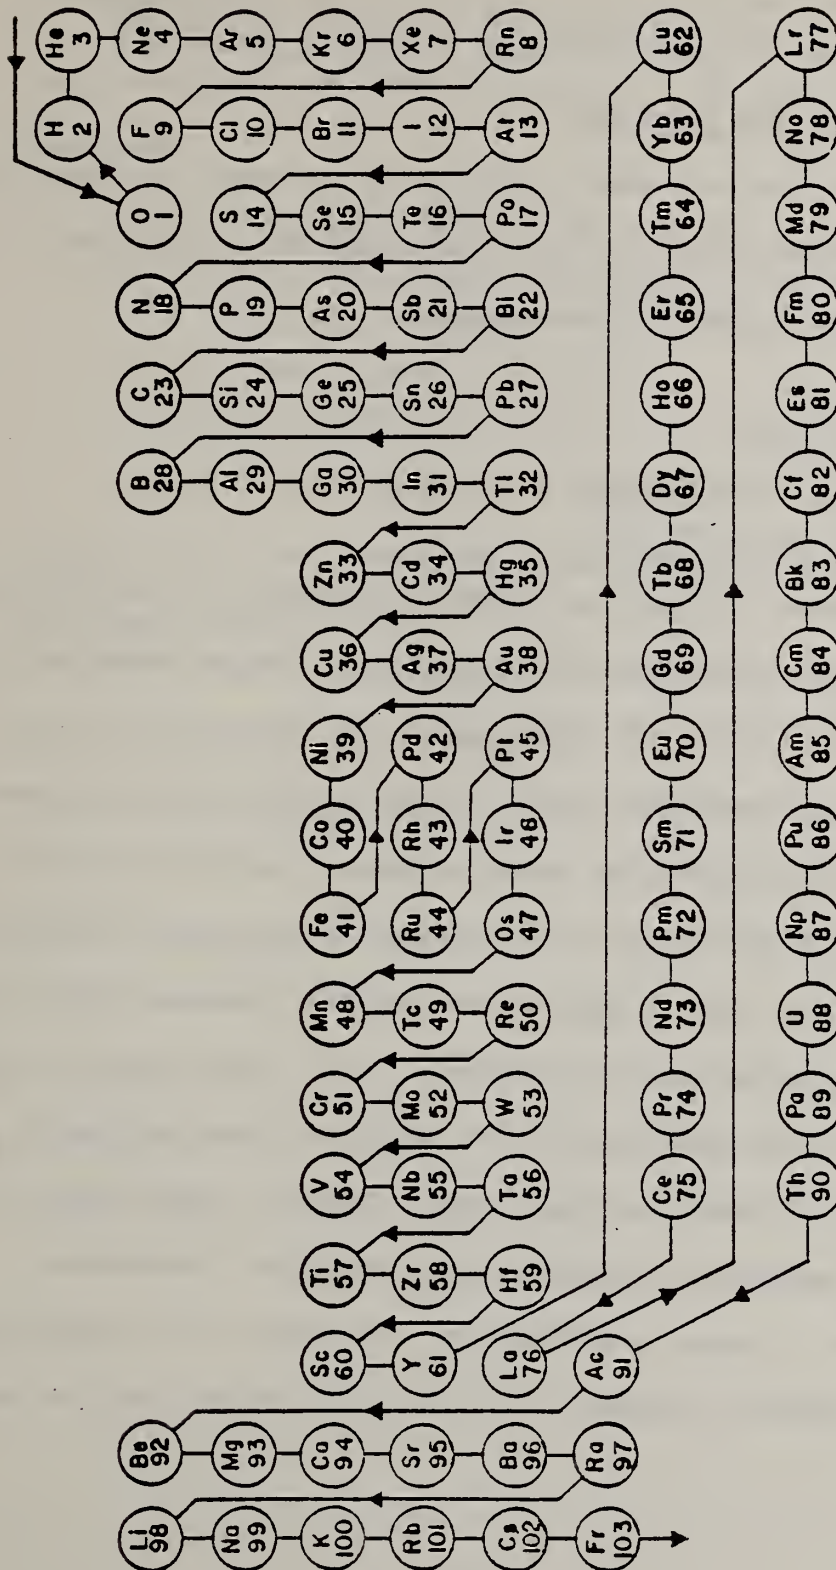 H He
2 3
Li Be B C N O F Ne
98 92 28 23 18 1 9 4
Na Mg Al Si P S Cl Ar
99 93 29 24 19 14 10 5
K Ca Sc Ti V Cr Mn Fe Co Ni Cu Zn Ga Ge As Se Br Kr
100 94 60 57 54 51 48 41 40 39 36 33 30 25 20 15 11 6
Rb Sr Y Zr Nb Mo Tc Ru Rh Pd Ag Cd In Sn Sb Te I Xe
101 95 61 58 55 52 49 44 43 42 37 34 31 26 21 16 12 7
Cs Ba La Hf Ta W Re Os Ir Pt Au Hg Tl Pb Bi Po At Rn
102 96 76 59 56 53 50 47 46 45 38 35 32 27 22 17 13 8
Fr Ra Ac
103 97 91
Ce Pr Nd Pm Sm Eu Gd Tb Dy Ho Er Tm Yb Lu
75 74 73 72 71 70 69 68 67 66 65 64 63 62
Th Pa U Np Pu Am Cm Bk Cf Es Fm Md No Lr
90 89 88 87 86 85 84 83 82 81 80 79 78 77